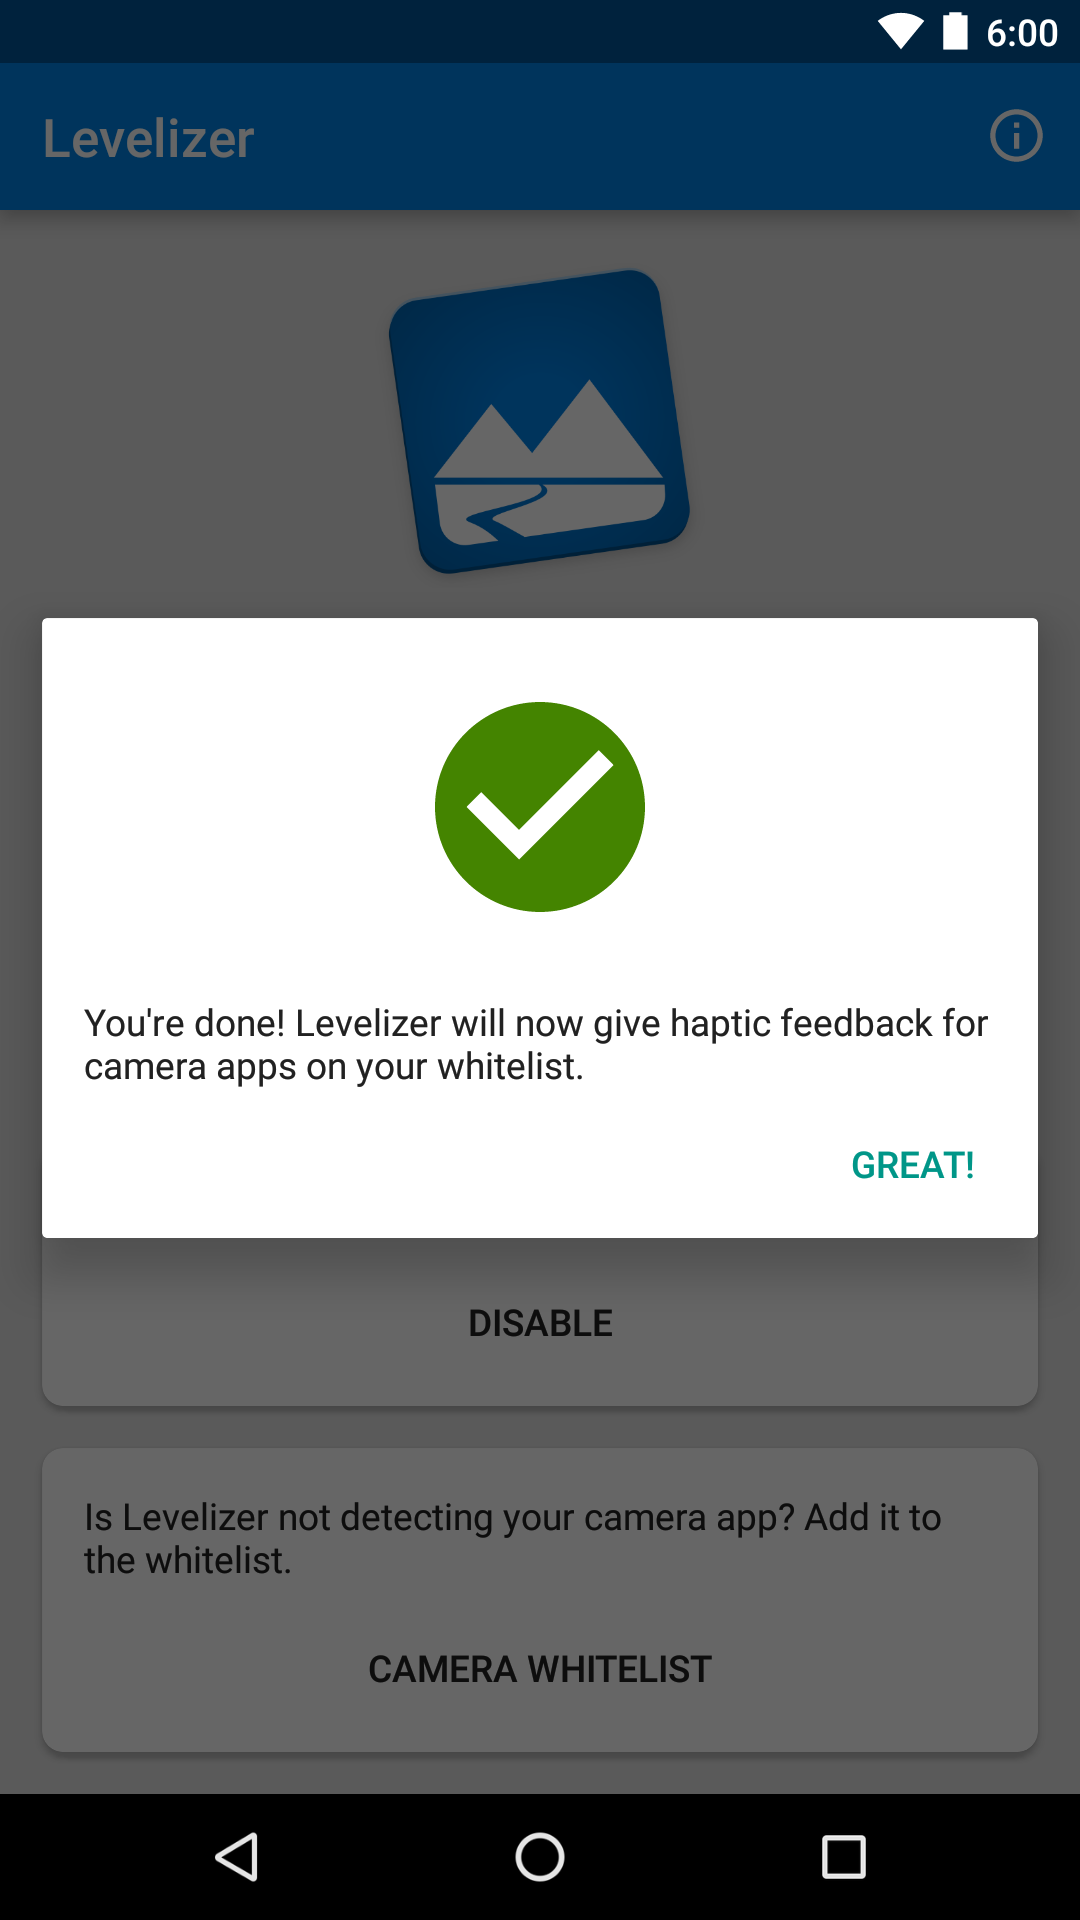 6:00
Levelizer
You're done! Levelizer will now give haptic feedback for
camera apps on your whitelist.
GREAT!
DISABLE
Is Levelizer not detecting your camera app? Add it to
the whitelist.
CAMERA WHITELIST